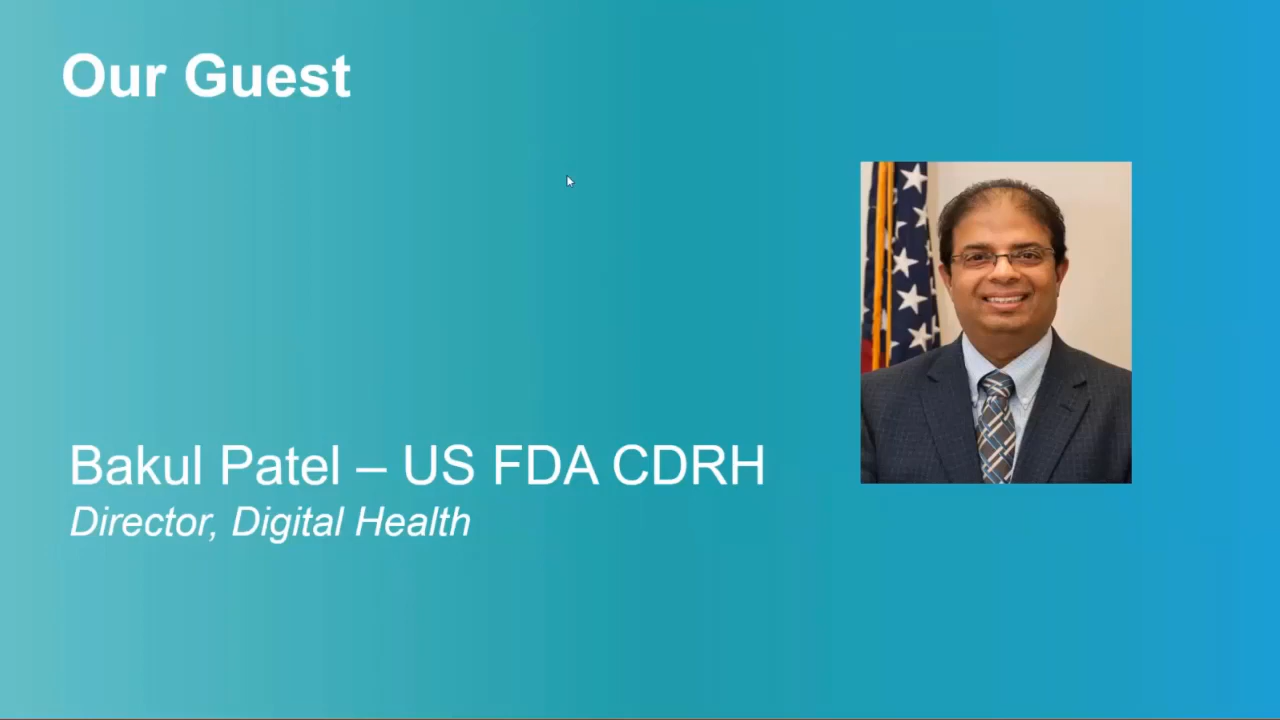 Our Guest
Bakul Patel – US FDA CDRH
Director, Digital Health